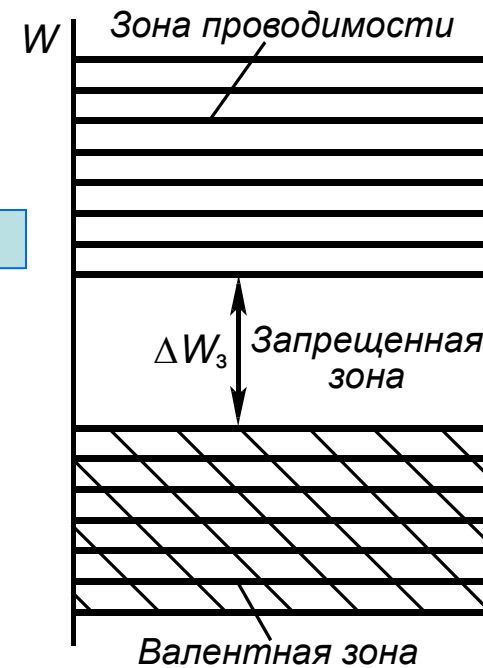 W
Зона проводимости
ΔWз
Запрещенная
зона
Валентная зона